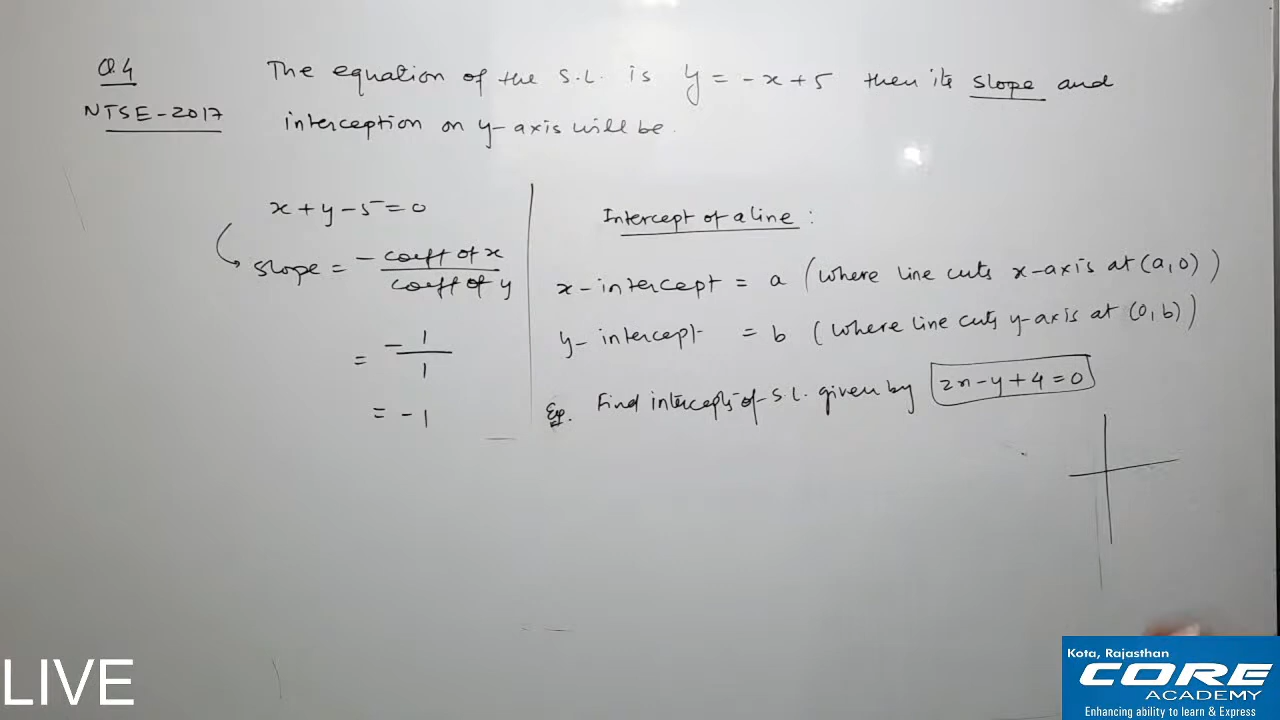 Q.4
NTSE-2017
The equation of the S.L. is y = -x + 5 then its slope and
interception on y-axis will be.
x + y - 5 = 0
slope = - coeff of x / coeff of y
= - 1 / 1
= -1
Intercept of a line :
x-intercept = a (where line cuts x-axis at (a,0))
y-intercept = b (where line cuts y-axis at (0,b))
Eg. Find intercepts of S.L. given by 2x - y + 4 = 0
LIVE
Kota, Rajasthan
CORE
ACADEMY
Enhancing ability to learn & Express